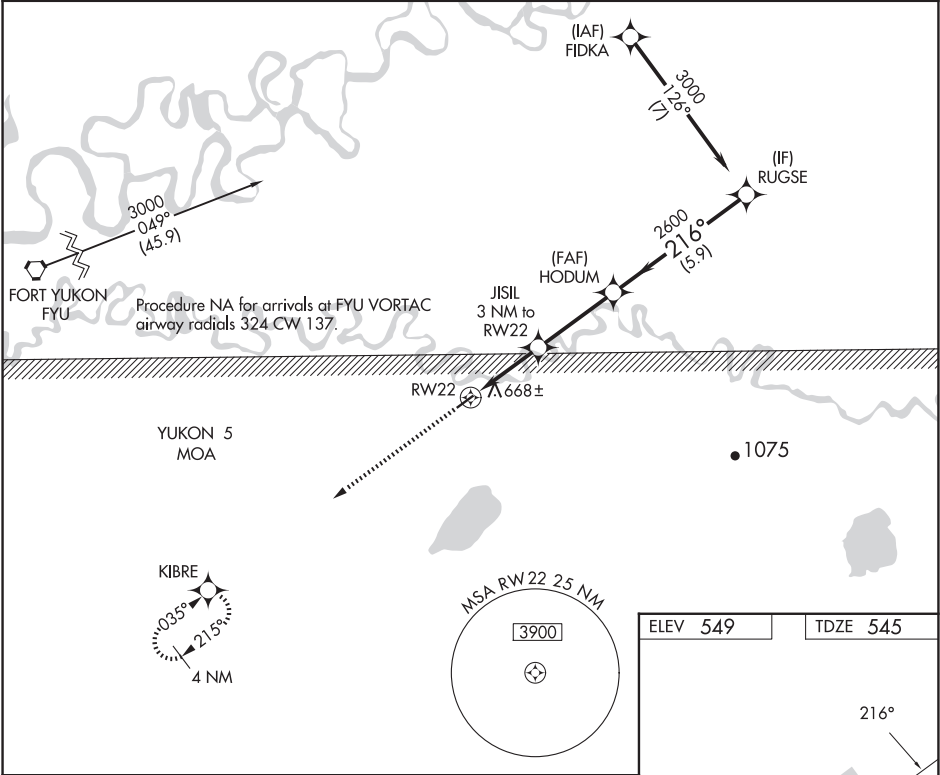 (IAF)
FIDKA
3000
126°
(7)
(IF)
RUGSE
3000
049°
(45.9)
2600
216°
(5.9)
(FAF)
HODUM
FORT YUKON
FYU
Procedure NA for arrivals at FYU VORTAC
airway radials 324 CW 137.
JISIL
3 NM to
RW22
RW22
668±
YUKON 5
MOA
1075
KIBRE
035°
215°
4 NM
MSA RW22 25 NM
3900
ELEV 549
TDZE 545
216°